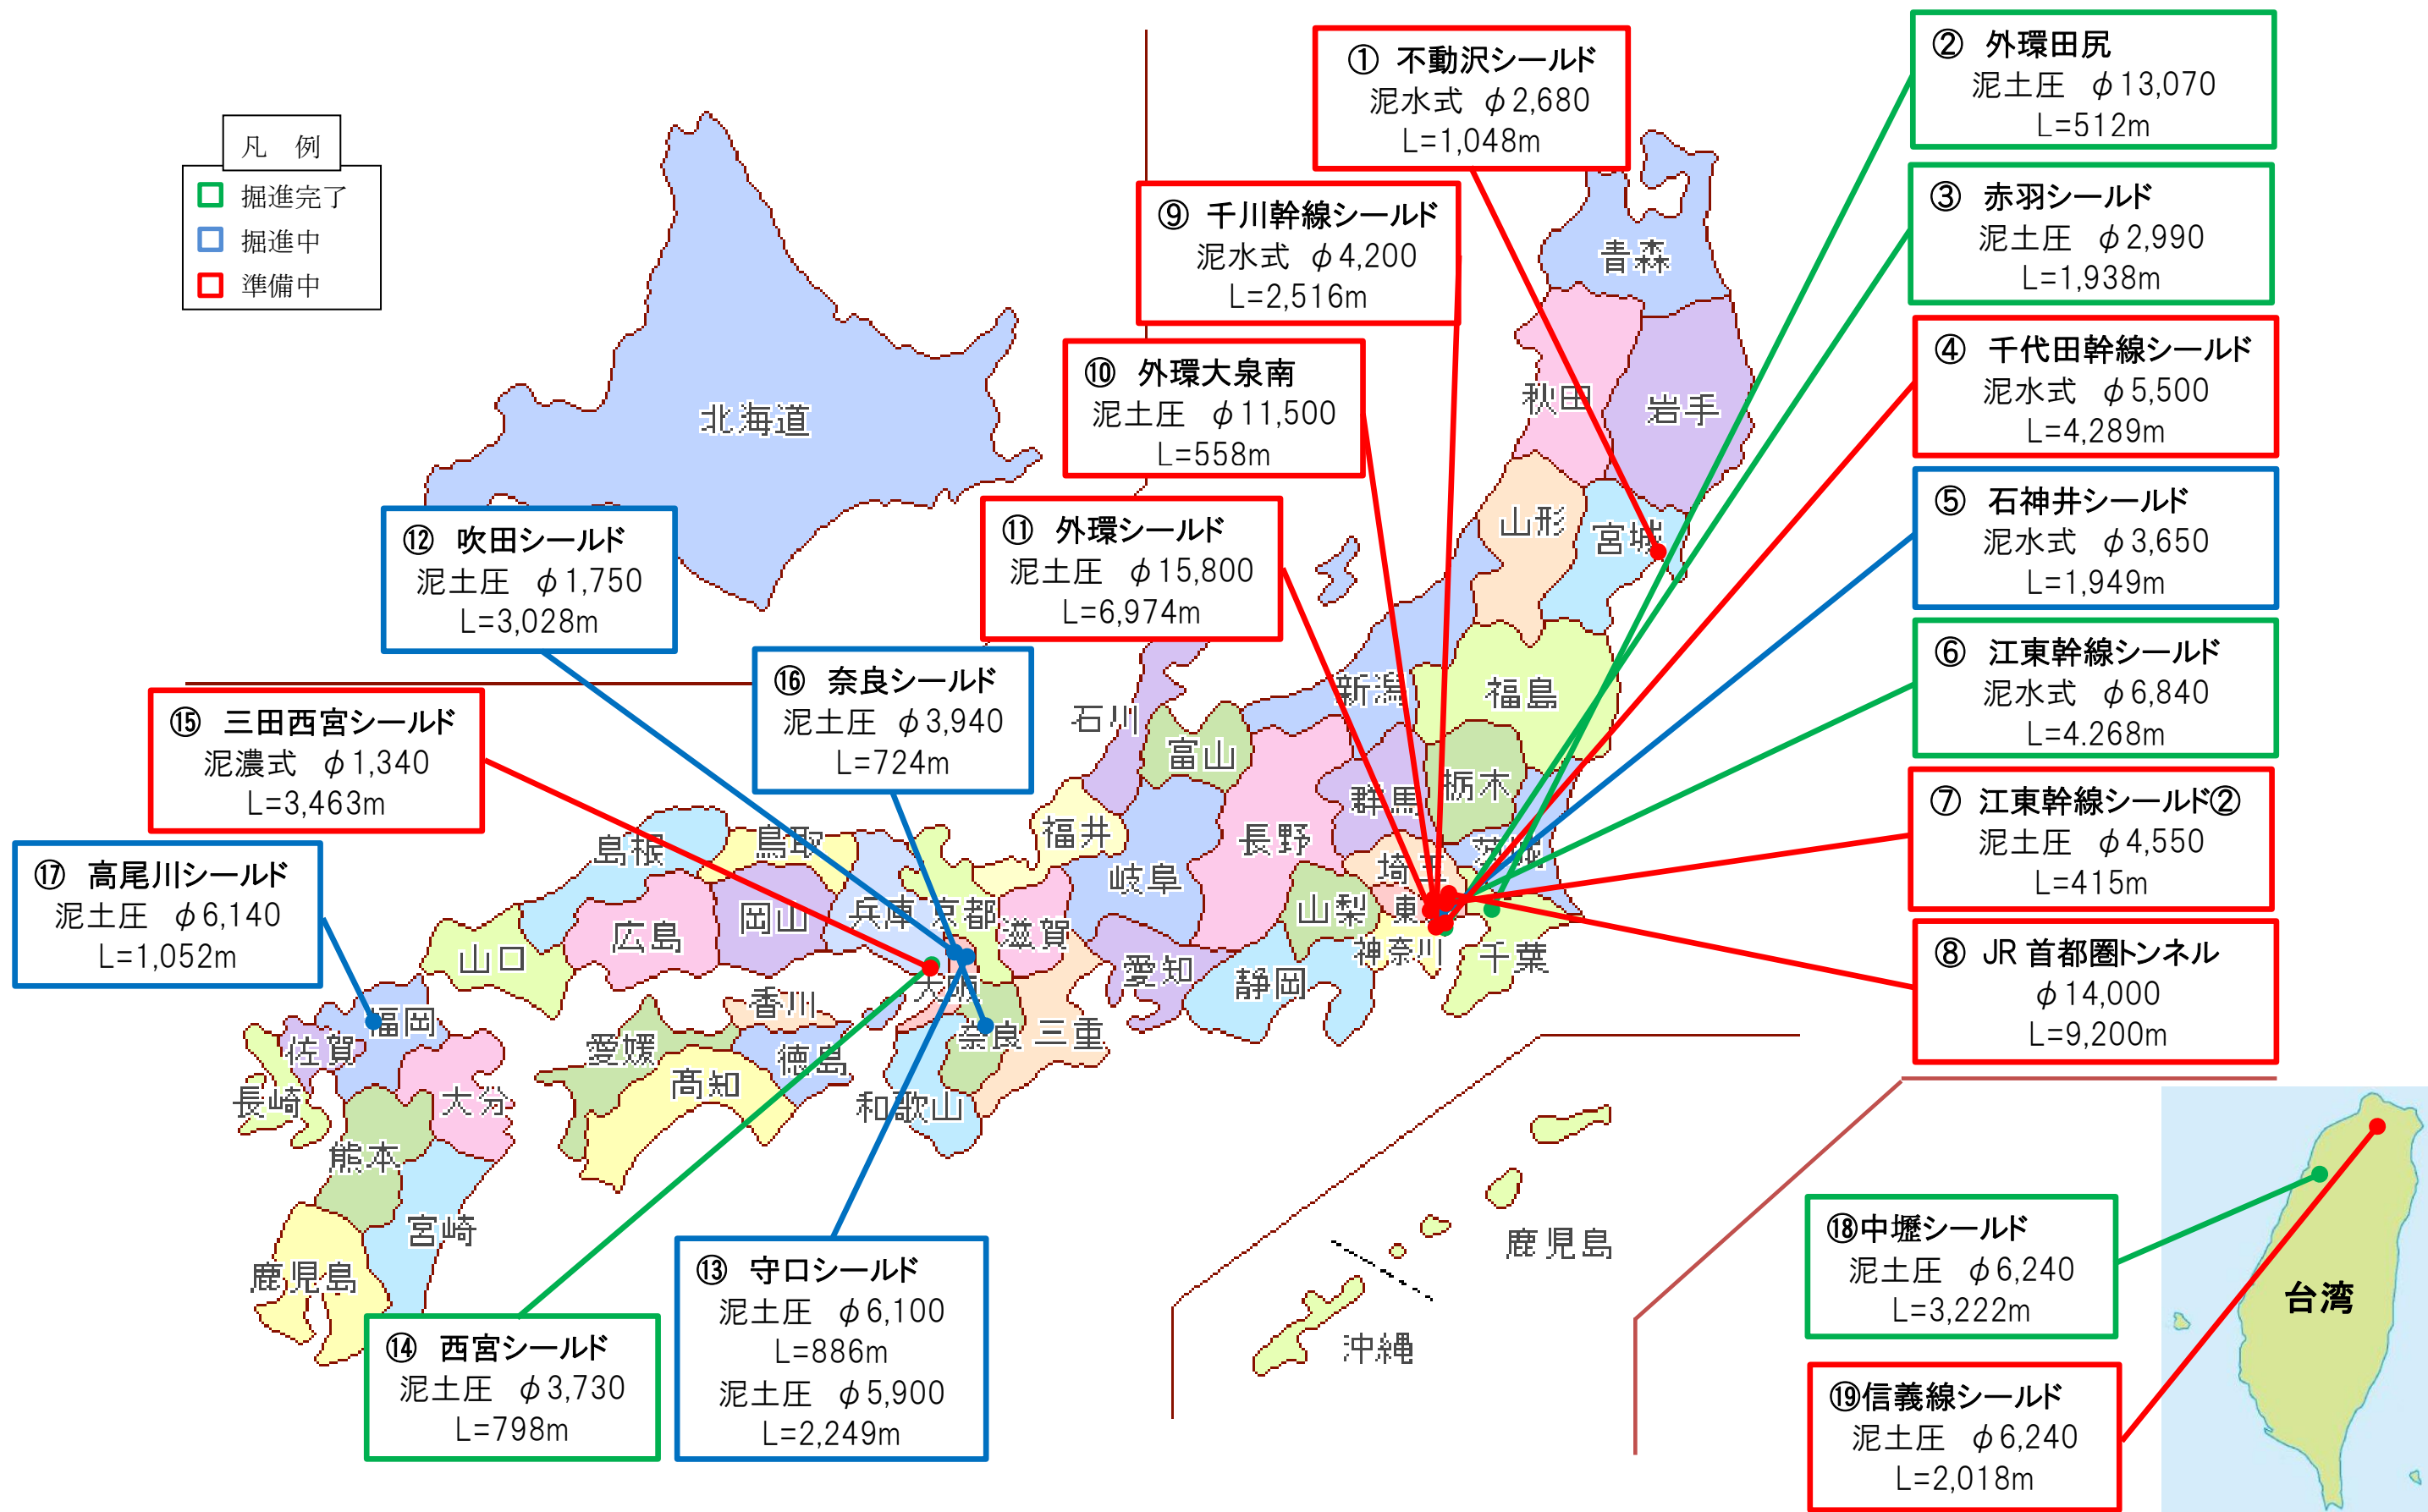 凡 例
掘進完了
掘進中
準備中
① 不動沢シールド
泥水式 φ2,680
L=1,048m
② 外環田尻
泥土圧 φ13,070
L=512m
③ 赤羽シールド
泥土圧 φ2,990
L=1,938m
④ 千代田幹線シールド
泥水式 φ5,500
L=4,289m
⑤ 石神井シールド
泥水式 φ3,650
L=1,949m
⑥ 江東幹線シールド
泥水式 φ6,840
L=4.268m
⑦ 江東幹線シールド②
泥土圧 φ4,550
L=415m
⑧ JR首都圏トンネル
φ14,000
L=9,200m
⑨ 千川幹線シールド
泥水式 φ4,200
L=2,516m
⑩ 外環大泉南
泥土圧 φ11,500
L=558m
⑪ 外環シールド
泥土圧 φ15,800
L=6,974m
⑫ 吹田シールド
泥土圧 φ1,750
L=3,028m
⑯ 奈良シールド
泥土圧 φ3,940
L=724m
⑮ 三田西宮シールド
泥濃式 φ1,340
L=3,463m
⑰ 高尾川シールド
泥土圧 φ6,140
L=1,052m
⑭ 西宮シールド
泥土圧 φ3,730
L=798m
⑬ 守口シールド
泥土圧 φ6,100
L=886m
泥土圧 φ5,900
L=2,249m
⑱中壢シールド
泥土圧 φ6,240
L=3,222m
⑲信義線シールド
泥土圧 φ6,240
L=2,018m
台湾
北海道
青森
秋田
岩手
山形
宮城
新潟
福島
石川
富山
群馬
栃木
福井
長野
埼玉
茨城
岐阜
山梨
東
神奈川
千葉
愛知
静岡
島根
鳥取
兵庫
京都
滋賀
岡山
広島
山口
大阪
香川
奈良
三重
愛媛
徳島
高知
和歌山
福岡
佐賀
長崎
大分
熊本
宮崎
鹿児島
鹿児島
沖縄